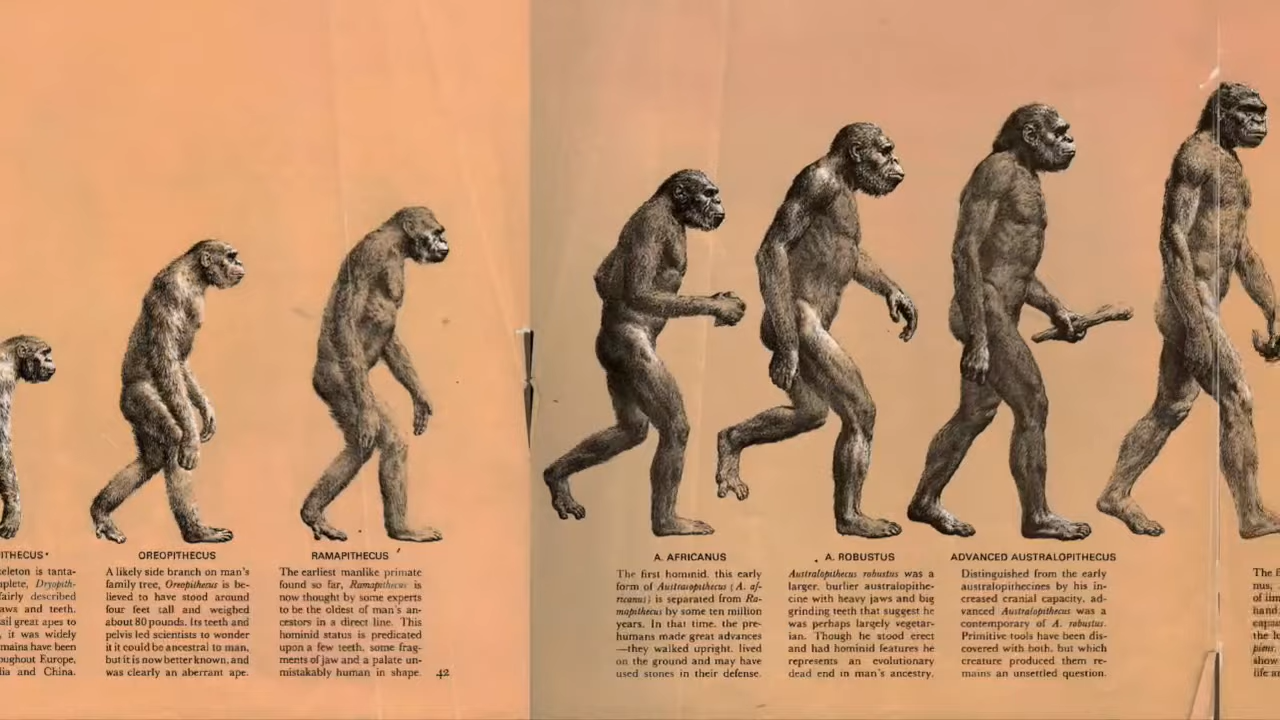 ITHECUS
eleton is tanta-
plete, Dryopith-
fairly described
aws and teeth.
ail great apes to
, it was widely
mains have been
oughout Europe,
ia and China.
OREOPITHECUS
A likely side branch on man's
family tree, Oreopithecus is be-
lieved to have stood around
four feet tall and weighed
about 80 pounds. Its teeth and
pelvis led scientists to wonder
if it could be ancestral to man,
but it is now better known, and
was clearly an aberrant ape.
RAMAPITHECUS
The earliest manlike primate
found so far, Ramapithecus is
now thought by some experts
to be the oldest of man's an-
cestors in a direct line. This
hominid status is predicated
upon a few teeth, some frag-
ments of jaw and a palate un-
mistakably human in shape.
42
A. AFRICANUS
The first hominid, this early
form of Australopithecus (A. af-
ricanus) is separated from Ra-
mapithecus by some ten million
years. In that time, the pre-
humans made great advances
—they walked upright, lived
on the ground and may have
used stones in their defense.
A. ROBUSTUS
Australopithecus robustus was a
larger, burlier australopithe-
cine with heavy jaws and big
grinding teeth that suggest he
was perhaps largely vegetar-
ian. Though he stood erect
and had hominid features he
represents an evolutionary
dead end in man's ancestry.
ADVANCED AUSTRALOPITHECUS
Distinguished from the early
australopithecines by his in-
creased cranial capacity, ad-
vanced Australopithecus was a
contemporary of A. robustus.
Primitive tools have been dis-
covered with both, but which
creature produced them re-
mains an unsettled question.
The
nus,
of
hand
capa
the
show
life